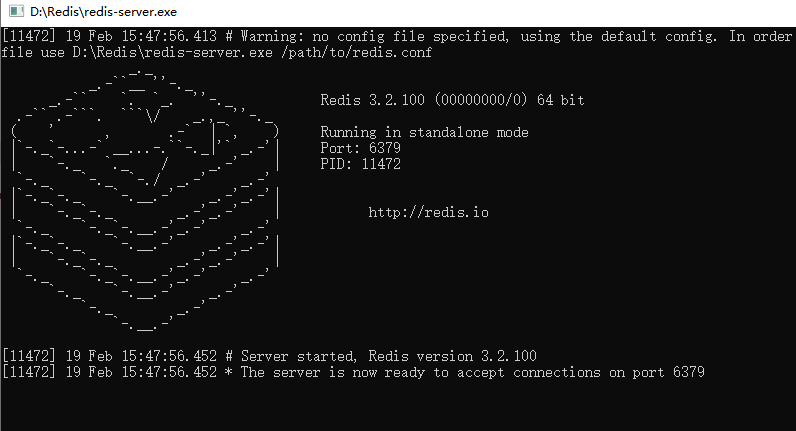 D:\Redis\redis-server.exe
[11472] 19 Feb 15:47:56.413 # Warning: no config file specified, using the default config. In order
file use D:\Redis\redis-server.exe /path/to/redis.conf
Redis 3.2.100 (00000000/0) 64 bit
Running in standalone mode
Port: 6379
PID: 11472
http://redis.io
[11472] 19 Feb 15:47:56.452 # Server started, Redis version 3.2.100
[11472] 19 Feb 15:47:56.452 * The server is now ready to accept connections on port 6379